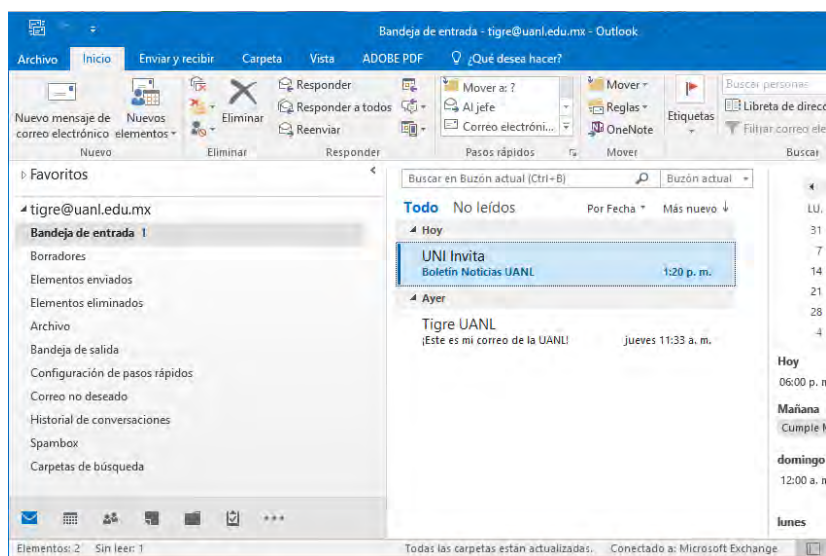 Bandeja de entrada - tigre@uanl.edu.mx - Outlook
Archivo Inicio Enviar y recibir Carpeta Vista ADOBE PDF ¿Qué desea hacer?
Nuevo mensaje de correo electrónico
Nuevos elementos
Nuevo
Eliminar
Eliminar
Responder
Responder a todos
Reenviar
Responder
Mover a: ?
Al jefe
Correo electróni...
Pasos rápidos
Mover
Reglas
OneNote
Mover
Etiquetas
Buscar personas
Libreta de direcc
Filtrar correo ele
Buscar
Favoritos
tigre@uanl.edu.mx
Bandeja de entrada 1
Borradores
Elementos enviados
Elementos eliminados
Archivo
Bandeja de salida
Configuración de pasos rápidos
Correo no deseado
Historial de conversaciones
Spambox
Carpetas de búsqueda
Buscar en Buzón actual (Ctrl+B) Buzón actual
Todo No leídos Por Fecha Más nuevo ↓
Hoy
UNI Invita
Boletín Noticias UANL 1:20 p. m.
Ayer
Tigre UANL
¡Este es mi correo de la UANL! jueves 11:33 a. m.
LU.
31
7
14
21
28
4
Hoy
06:00 p. m
Mañana
Cumple M
domingo
12:00 a. m
lunes
Elementos: 2 Sin leer: 1 Todas las carpetas están actualizadas. Conectado a: Microsoft Exchange